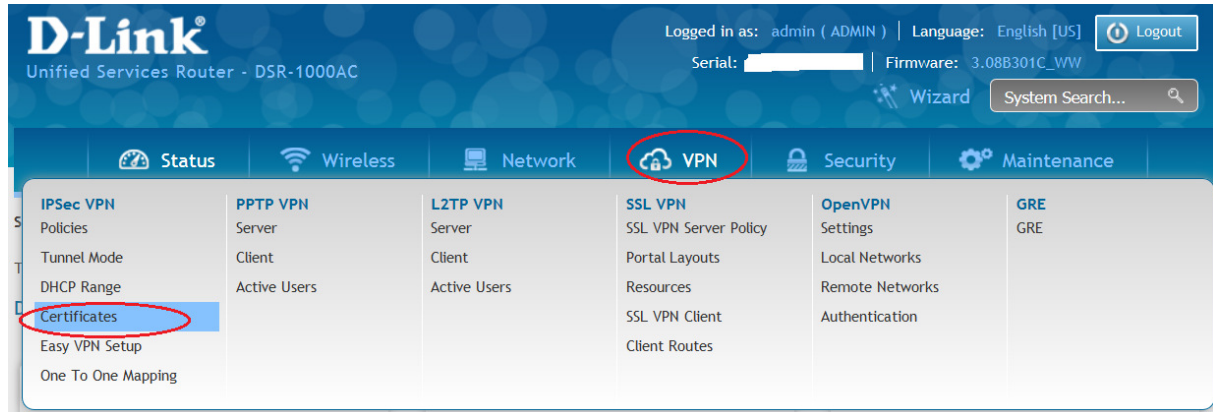 D-Link
Logged in as: admin ( ADMIN ) | Language: English [US] Logout
Unified Services Router - DSR-1000AC
Serial: | Firmware: 3.08B301C_WW
Wizard System Search...
Status Wireless Network VPN Security Maintenance
IPSec VPN PPTP VPN L2TP VPN SSL VPN OpenVPN GRE
Policies Server Server SSL VPN Server Policy Settings GRE
Tunnel Mode Client Client Portal Layouts Local Networks
DHCP Range Active Users Active Users Resources Remote Networks
Certificates SSL VPN Client Authentication
Easy VPN Setup Client Routes
One To One Mapping